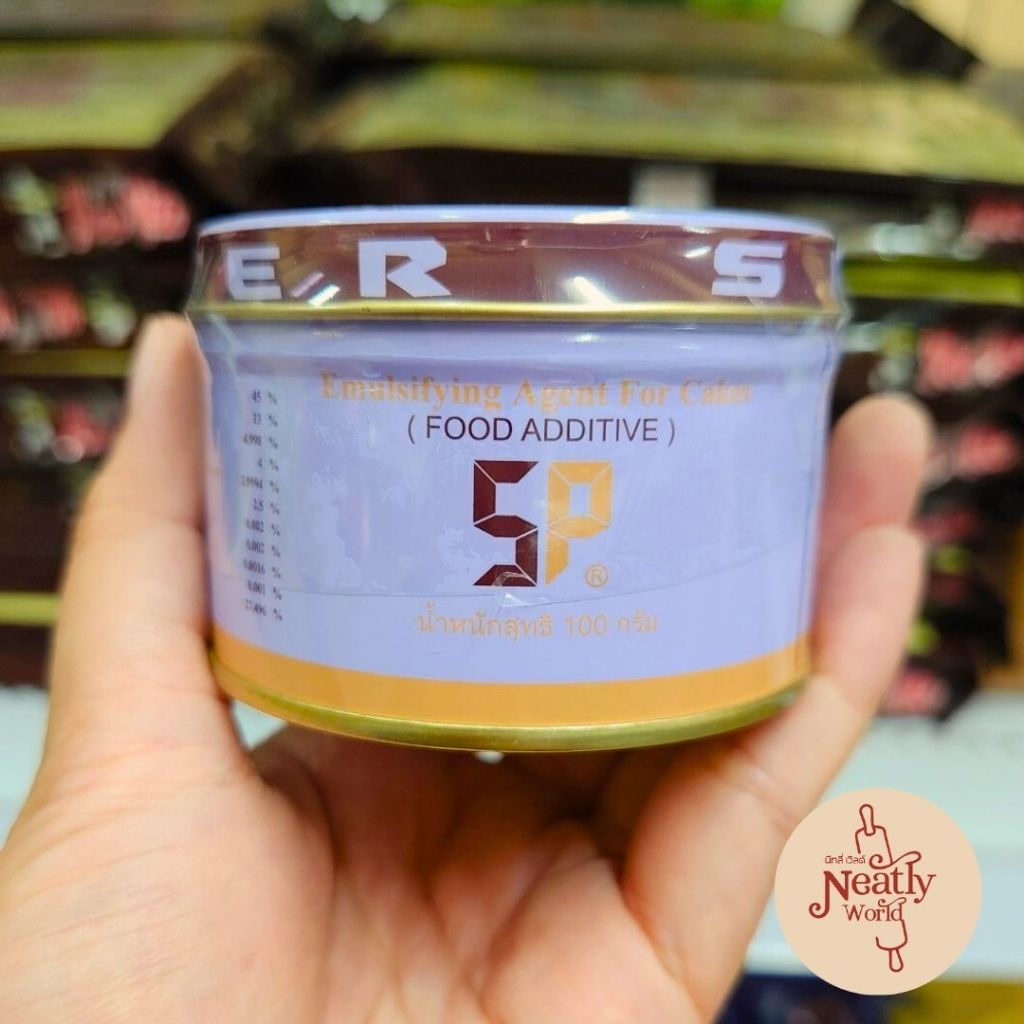 E R S
Emulsifying Agent For Cakes
( FOOD ADDITIVE )
SP®
น้ำหนักสุทธิ 100 กรัม
45 %
13 %
4.998 %
4 %
2.9994 %
2.5 %
0.002 %
0.002 %
0.0016 %
0.001 %
27.496 %
นีทลี่ เวิลด์
Neatly
World